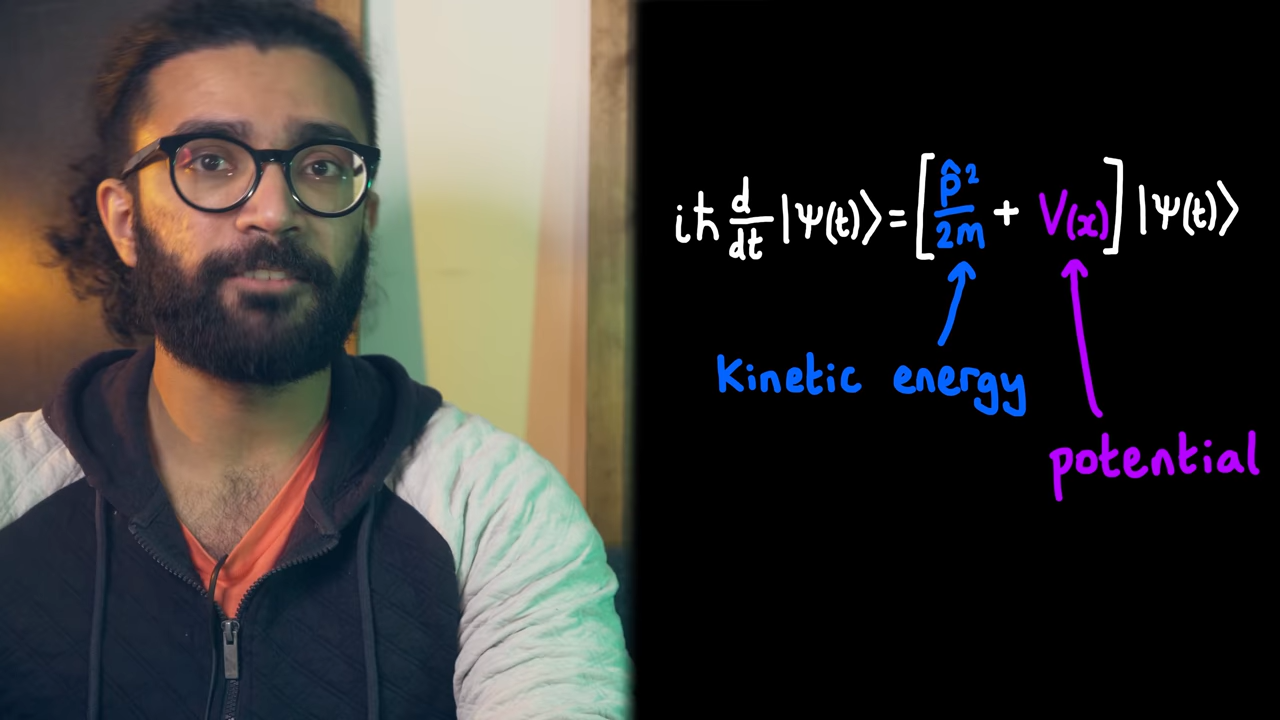 iħ d/dt |Ψ(t)⟩ = [p̂²/2m + V(x)] |Ψ(t)⟩
Kinetic energy
potential